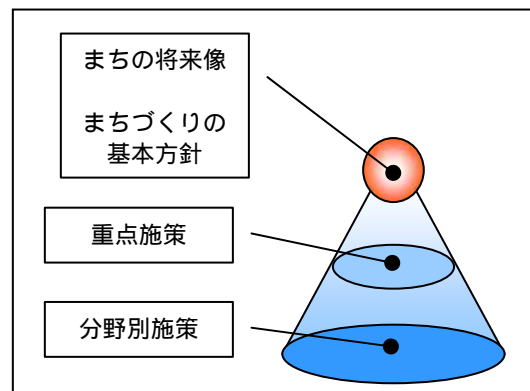 まちの将来像
まちづくりの
基本方針
重点施策
分野別施策